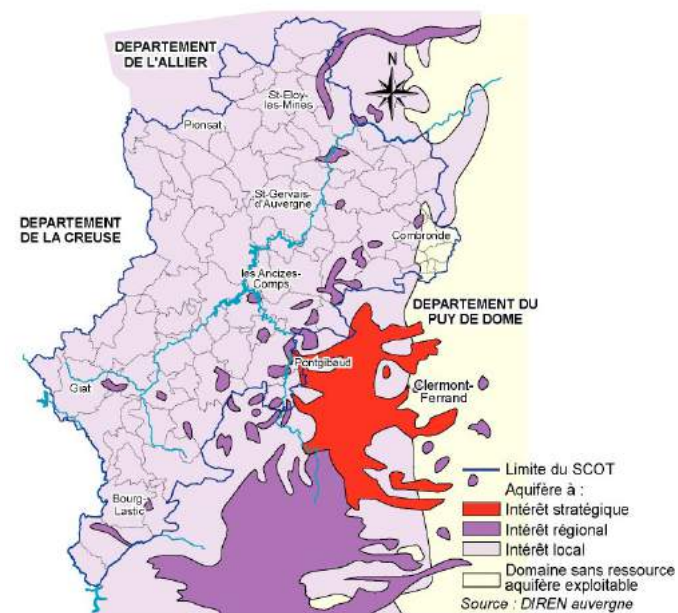 DEPARTEMENT
DE L'ALLIER
N
St-Eloy-
les-Mines
Pionsat
St-Gervais-
d'Auvergne
DEPARTEMENT
DE LA CREUSE
Combronde
les Ancizes-
Comps
DEPARTEMENT DU
PUY DE DOME
Pontgibaud
Giat
Clermont-
Ferrand
Bourg-
Lastic
Limite du SCOT
Aquifère à :
Intérêt stratégique
Intérêt régional
Intérêt local
Domaine sans ressource
aquifère exploitable
Source : DIREN auvergne